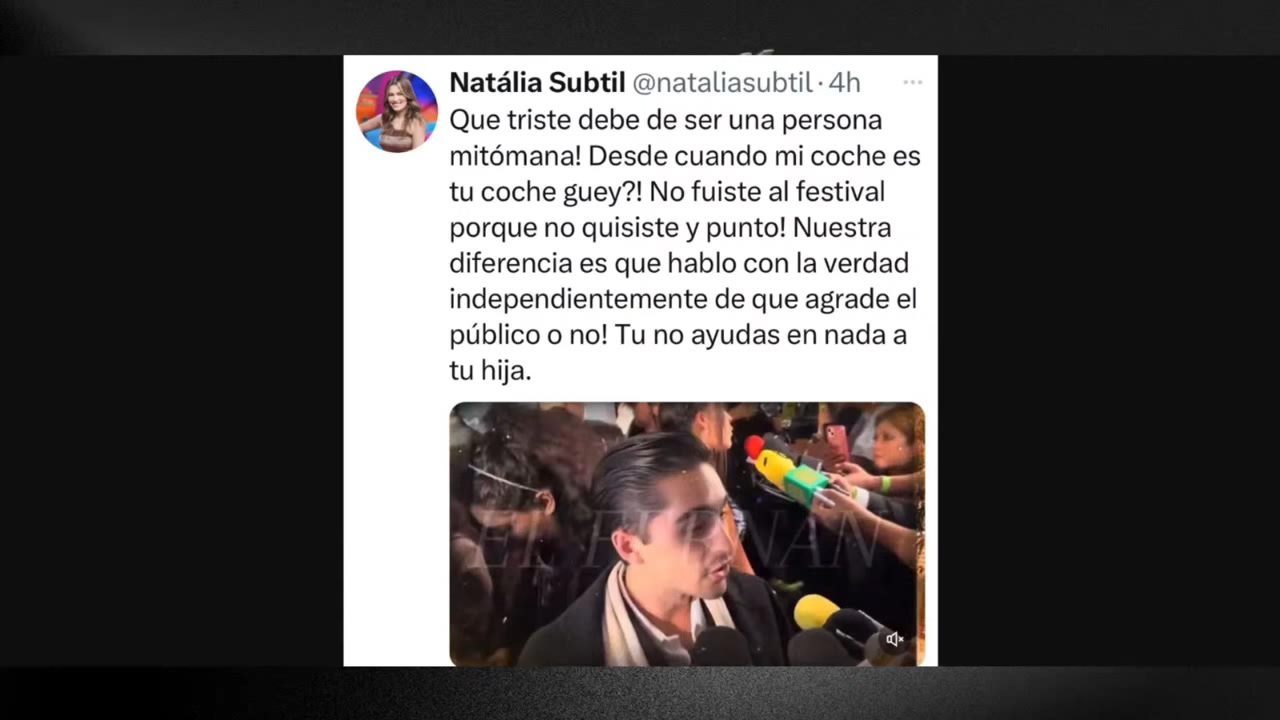 Natália Subtil @nataliasubtil · 4h
Que triste debe de ser una persona
mitómana! Desde cuando mi coche es
tu coche guey?! No fuiste al festival
porque no quisiste y punto! Nuestra
diferencia es que hablo con la verdad
independientemente de que agrade el
público o no! Tu no ayudas en nada a
tu hija.
EL FERNÁN